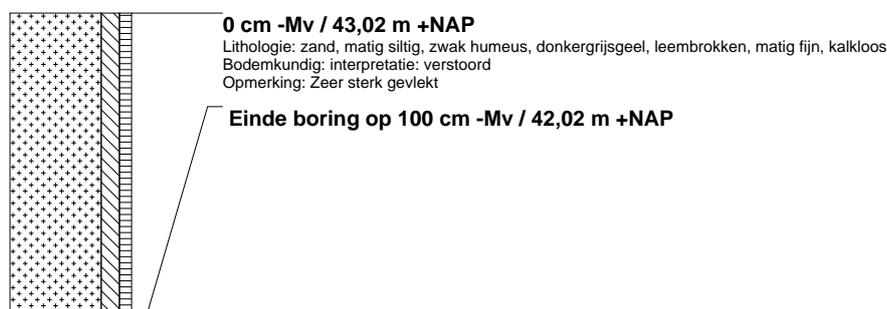 0 cm -Mv / 43,02 m +NAP
Lithologie: zand, matig siltig, zwak humeus, donkergrijsgeel, leembrokken, matig fijn, kalkloos
Bodemkundig: interpretatie: verstoord
Opmerking: Zeer sterk gevlekt
Einde boring op 100 cm -Mv / 42,02 m +NAP